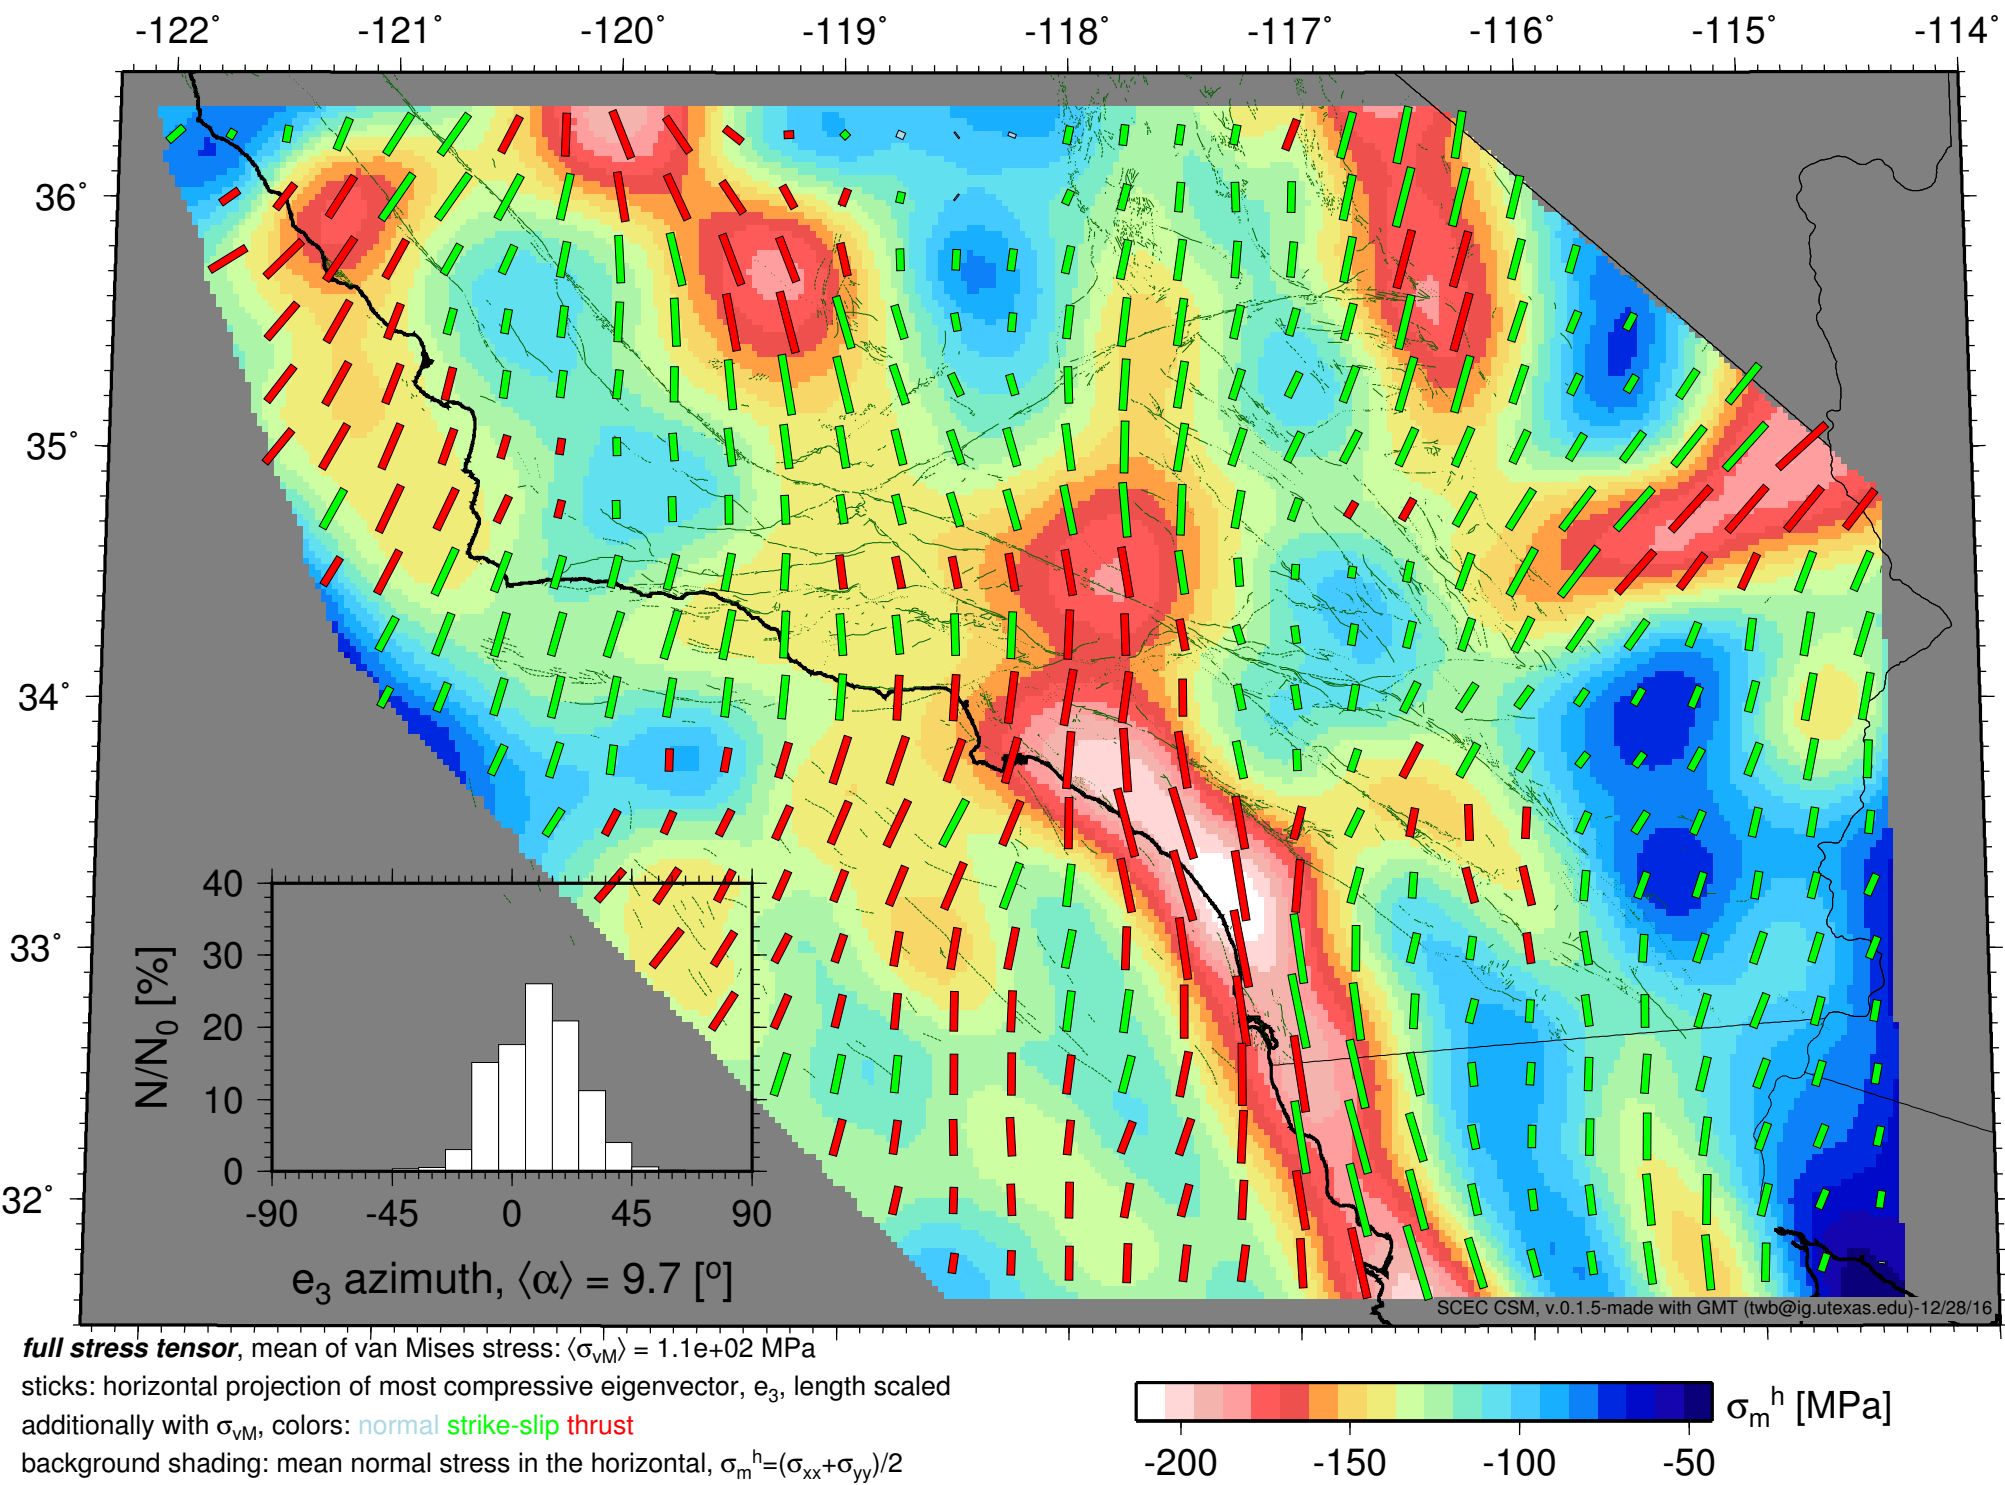 -122° -121° -120° -119° -118° -117° -116° -115° -114°
36°
35°
34°
33°
32°
40
30
20
10
0
N/N₀ [%]
-90 -45 0 45 90
e₃ azimuth, ⟨α⟩ = 9.7 [º]
SCEC CSM, v.0.1.5-made with GMT (twb@ig.utexas.edu)-12/28/16
full stress tensor, mean of van Mises stress: ⟨σvM⟩ = 1.1e+02 MPa
sticks: horizontal projection of most compressive eigenvector, e₃, length scaled
additionally with σvM, colors: normal strike-slip thrust
background shading: mean normal stress in the horizontal, σmʰ=(σxx+σyy)/2
σmʰ [MPa]
-200 -150 -100 -50